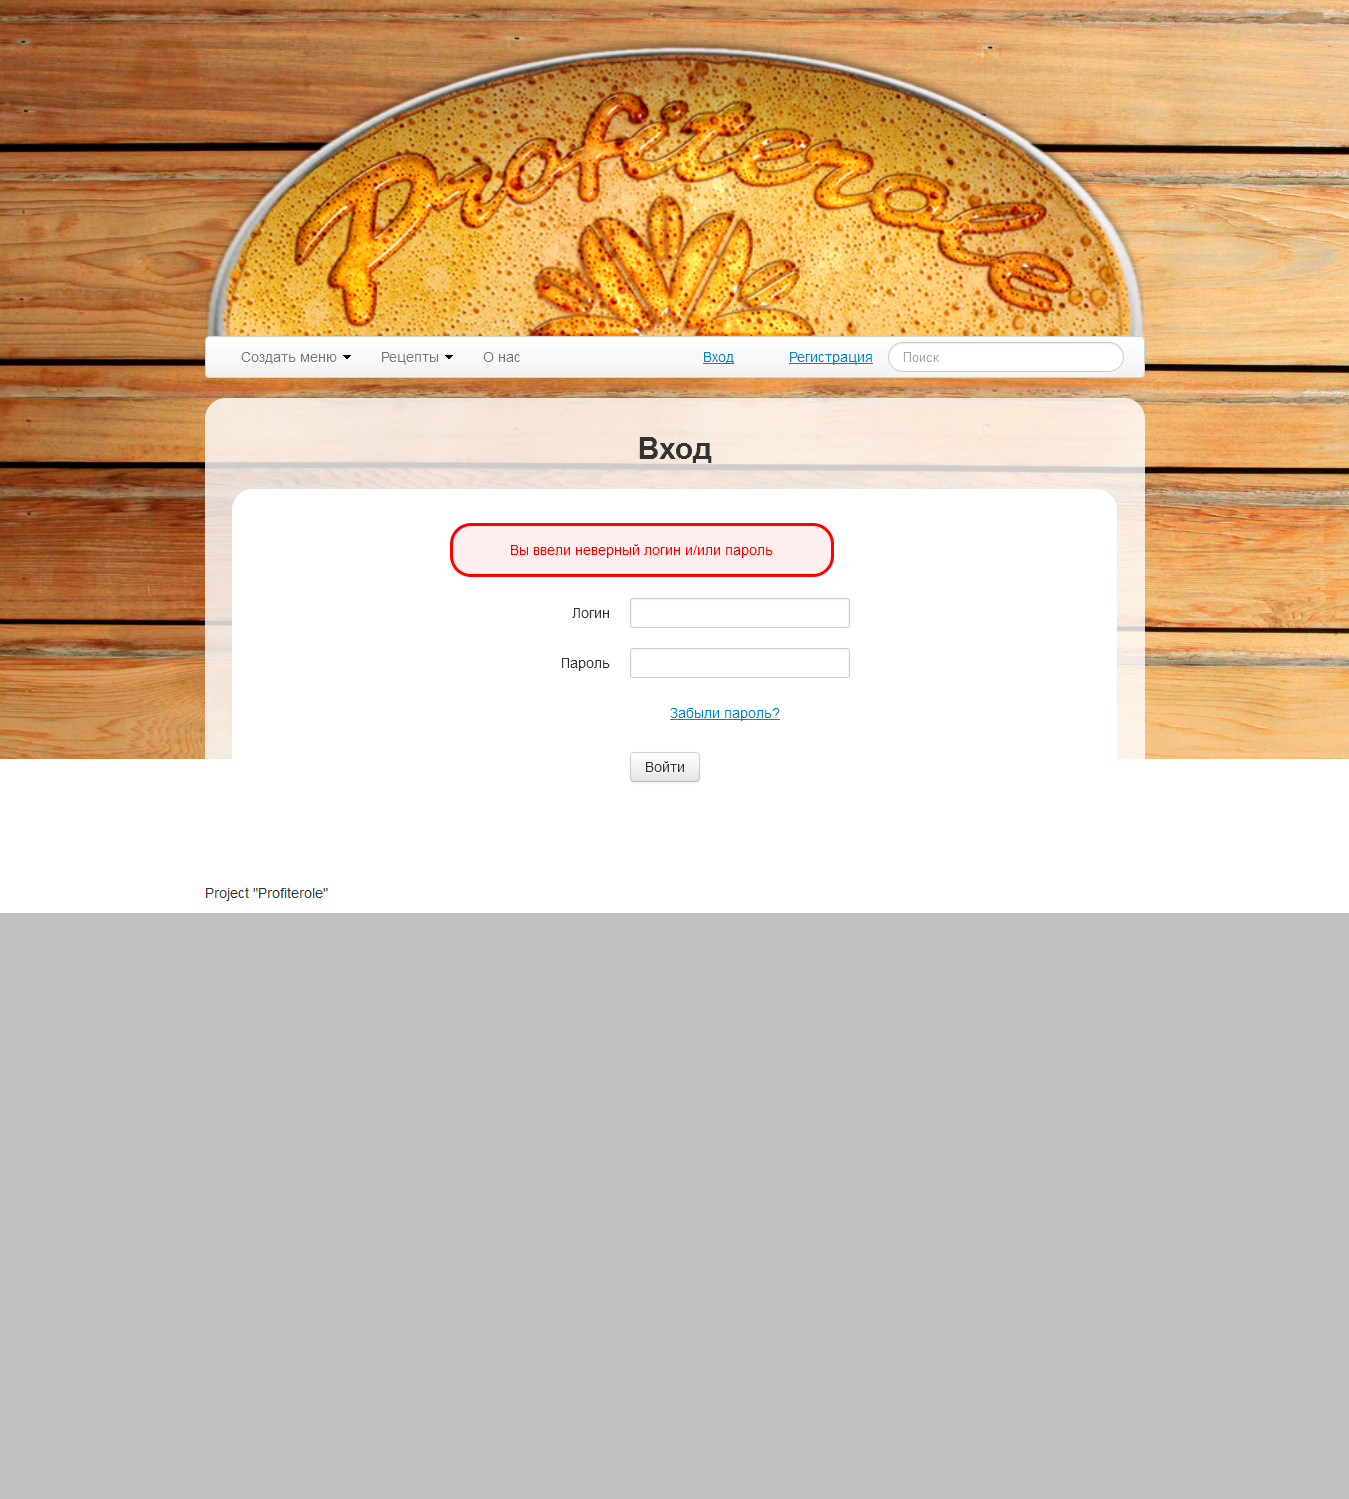 Profiterole
Создать меню Рецепты О нас Вход Регистрация Поиск
Вход
Вы ввели неверный логин и/или пароль
Логин
Пароль
Забыли пароль?
Войти
Project "Profiterole"